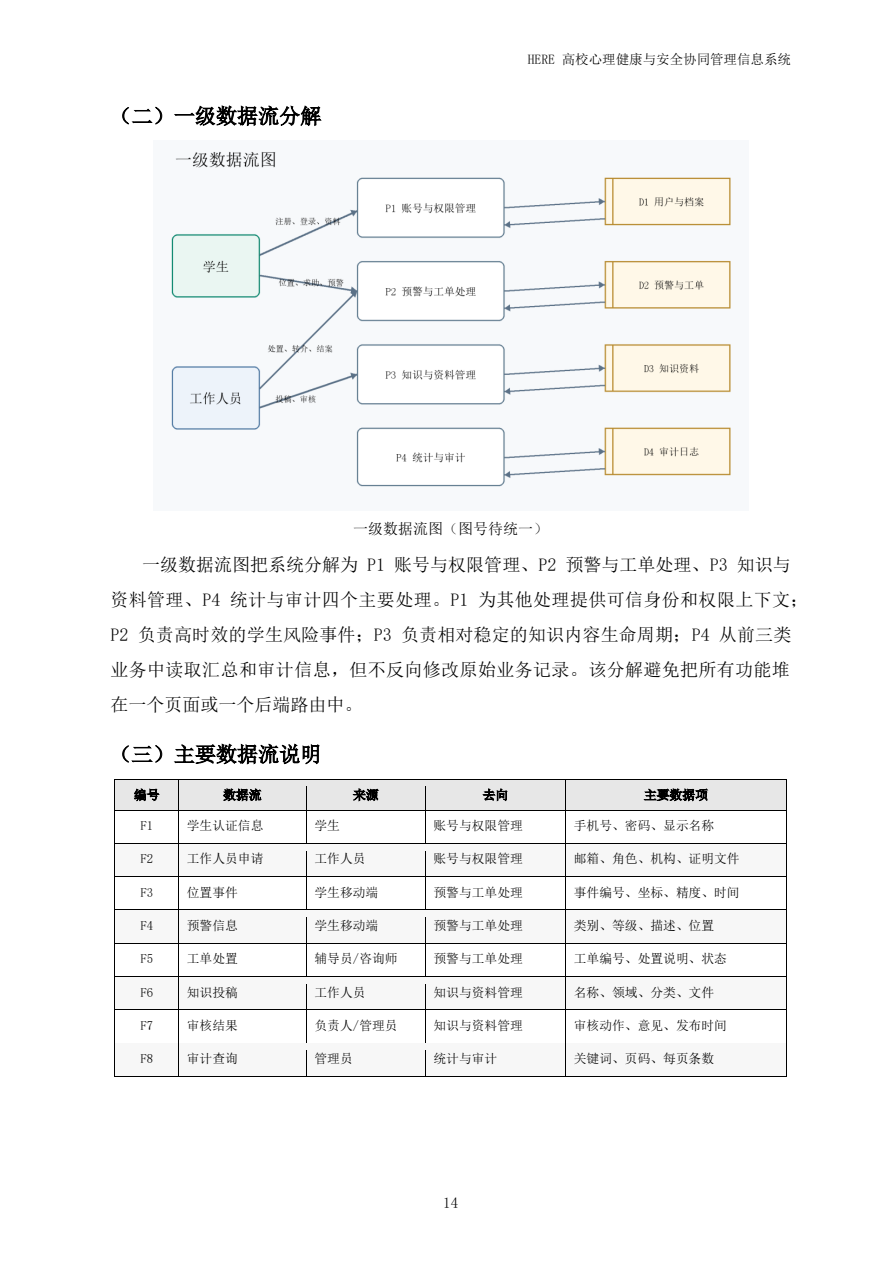 HERE 高校心理健康与安全协同管理信息系统
（二）一级数据流分解
一级数据流图
P1 账号与权限管理
D1 用户与档案
注册、登录、资料
学生
位置、求助、预警
P2 预警与工单处理
D2 预警与工单
处置、转介、结案
P3 知识与资料管理
D3 知识资料
工作人员
投稿、审核
P4 统计与审计
D4 审计日志
一级数据流图（图号待统一）
一级数据流图把系统分解为 P1 账号与权限管理、P2 预警与工单处理、P3 知识与
资料管理、P4 统计与审计四个主要处理。P1 为其他处理提供可信身份和权限上下文；
P2 负责高时效的学生风险事件；P3 负责相对稳定的知识内容生命周期；P4 从前三类
业务中读取汇总和审计信息，但不反向修改原始业务记录。该分解避免把所有功能堆
在一个页面或一个后端路由中。
（三）主要数据流说明
编号 数据流 来源 去向 主要数据项
F1 学生认证信息 学生 账号与权限管理 手机号、密码、显示名称
F2 工作人员申请 工作人员 账号与权限管理 邮箱、角色、机构、证明文件
F3 位置事件 学生移动端 预警与工单处理 事件编号、坐标、精度、时间
F4 预警信息 学生移动端 预警与工单处理 类别、等级、描述、位置
F5 工单处置 辅导员/咨询师 预警与工单处理 工单编号、处置说明、状态
F6 知识投稿 工作人员 知识与资料管理 名称、领域、分类、文件
F7 审核结果 负责人/管理员 知识与资料管理 审核动作、意见、发布时间
F8 审计查询 管理员 统计与审计 关键词、页码、每页条数
14